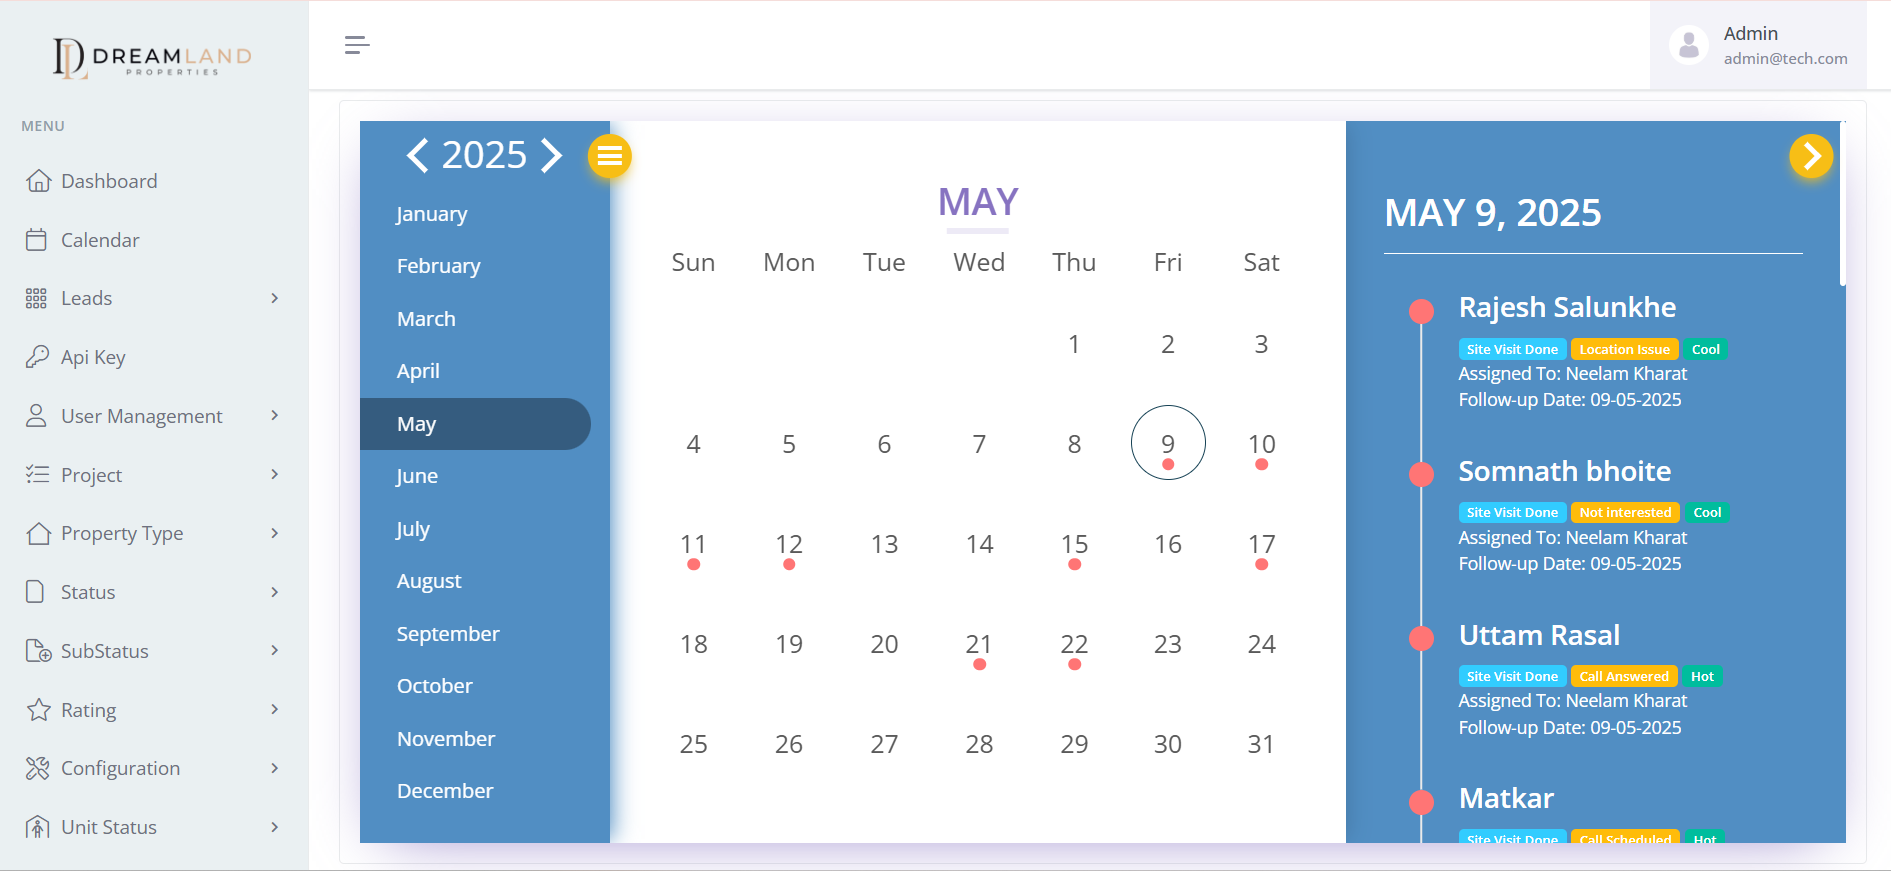 DREAMLAND
PROPERTIES
MENU
Dashboard
Calendar
Leads
Api Key
User Management
Project
Property Type
Status
SubStatus
Rating
Configuration
Unit Status
Admin
admin@tech.com
2025
January
February
March
April
May
June
July
August
September
October
November
December
MAY
Sun Mon Tue Wed Thu Fri Sat
1 2 3
4 5 6 7 8 9 10
11 12 13 14 15 16 17
18 19 20 21 22 23 24
25 26 27 28 29 30 31
MAY 9, 2025
Rajesh Salunkhe
Site Visit Done Location Issue Cool
Assigned To: Neelam Kharat
Follow-up Date: 09-05-2025
Somnath bhoite
Site Visit Done Not interested Cool
Assigned To: Neelam Kharat
Follow-up Date: 09-05-2025
Uttam Rasal
Site Visit Done Call Answered Hot
Assigned To: Neelam Kharat
Follow-up Date: 09-05-2025
Matkar
Site Visit Done Call Scheduled Hot